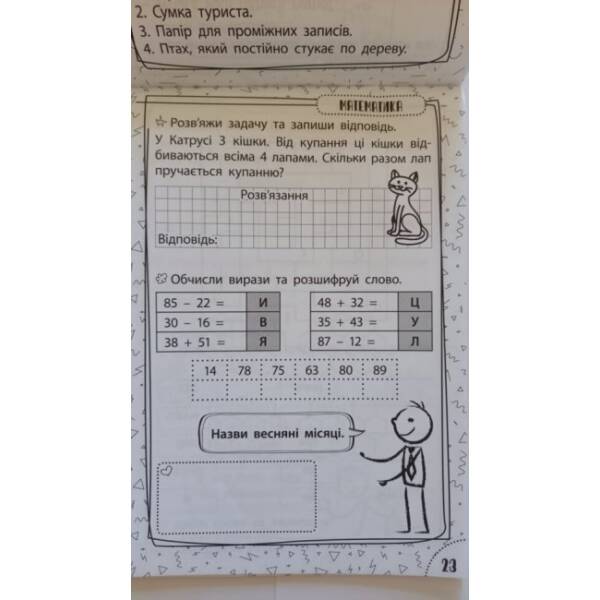 2. Сумка туриста.
3. Папір для проміжних записів.
4. Птах, який постійно стукає по дереву.
МАТЕМАТИКА
Розв'яжи задачу та запиши відповідь.
У Катрусі 3 кішки. Від купання ці кішки від-
биваються всіма 4 лапами. Скільки разом лап
пручається купанню?
Розв'язання
Відповідь:
Обчисли вирази та розшифруй слово.
85 – 22 = И 48 + 32 = Ц
30 – 16 = В 35 + 43 = У
38 + 51 = Я 87 – 12 = Л
14 78 75 63 80 89
Назви весняні місяці.
23